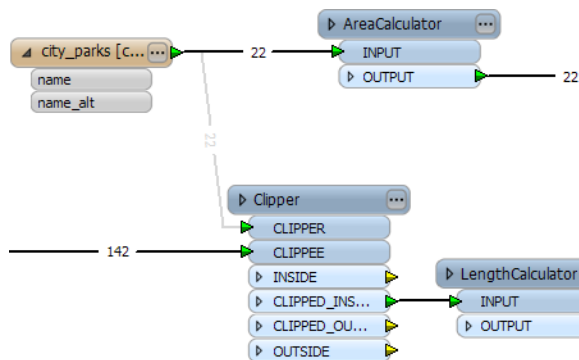 AreaCalculator
city_parks [c...
22
INPUT
name
OUTPUT
22
name_alt
22
Clipper
CLIPPER
142
CLIPPEE
INSIDE
LengthCalculator
CLIPPED_INS...
INPUT
CLIPPED_OU...
OUTPUT
OUTSIDE